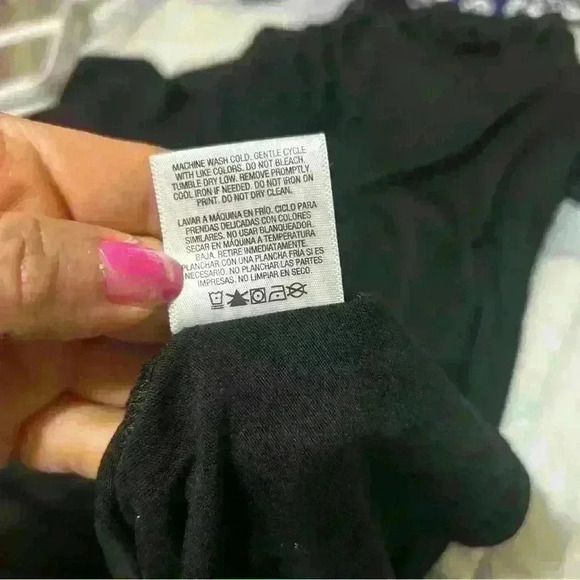 MACHINE WASH COLD. GENTLE CYCLE
WITH LIKE COLORS. DO NOT BLEACH.
TUMBLE DRY LOW. REMOVE PROMPTLY.
COOL IRON IF NEEDED. DO NOT IRON ON
PRINT. DO NOT DRY CLEAN.
LAVAR A MÁQUINA EN FRÍO. CICLO PARA
PRENDAS DELICADAS CON COLORES
SIMILARES. NO USAR BLANQUEADOR.
SECAR EN MÁQUINA A TEMPERATURA
BAJA. RETIRE INMEDIATAMENTE.
PLANCHAR CON UNA PLANCHA FRIA SI ES
NECESARIO. NO PLANCHAR LAS PARTES
IMPRESAS. NO LIMPIAR EN SECO.